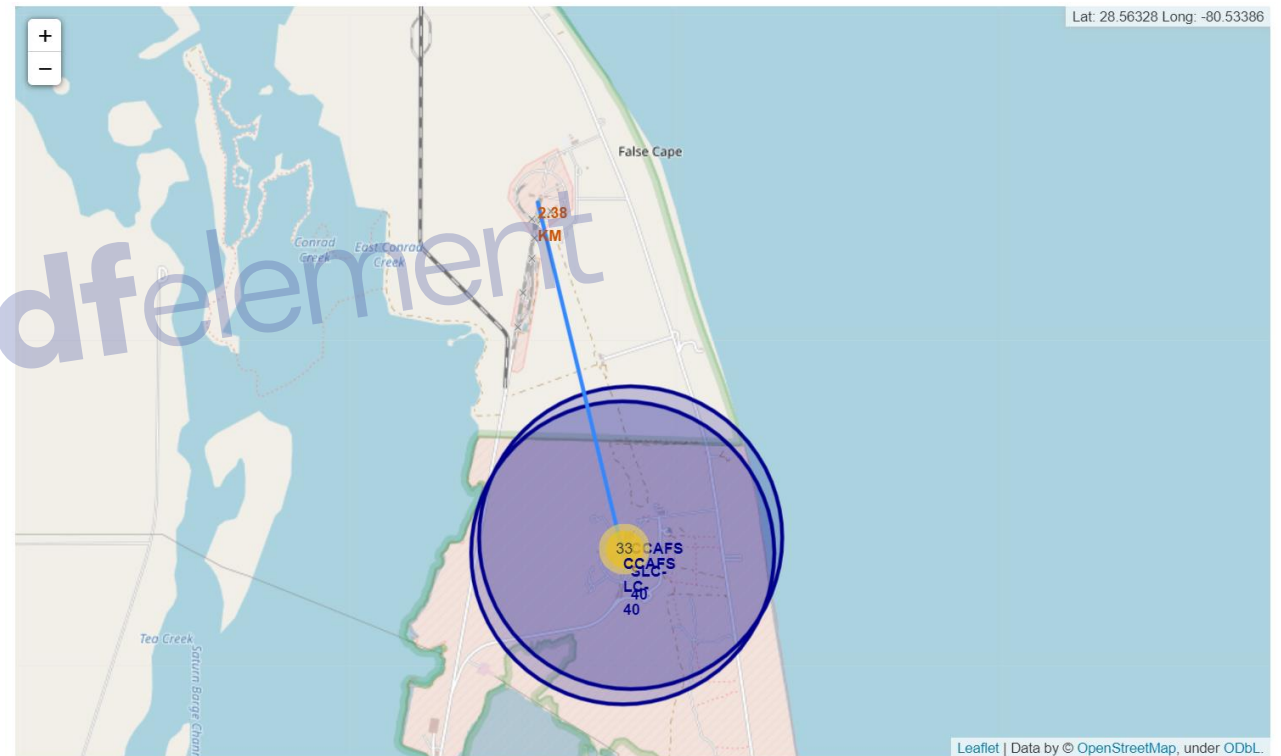 +
−
Lat: 28.56328 Long: -80.53386
False Cape
2.38
KM
Conrad
Creek
East Conrad
Creek
dfelement
33
CCAFS
SLC-
40
CCAFS
LC-
40
Tea Creek
Saturn Barge Chann
Leaflet | Data by © OpenStreetMap, under ODbL.